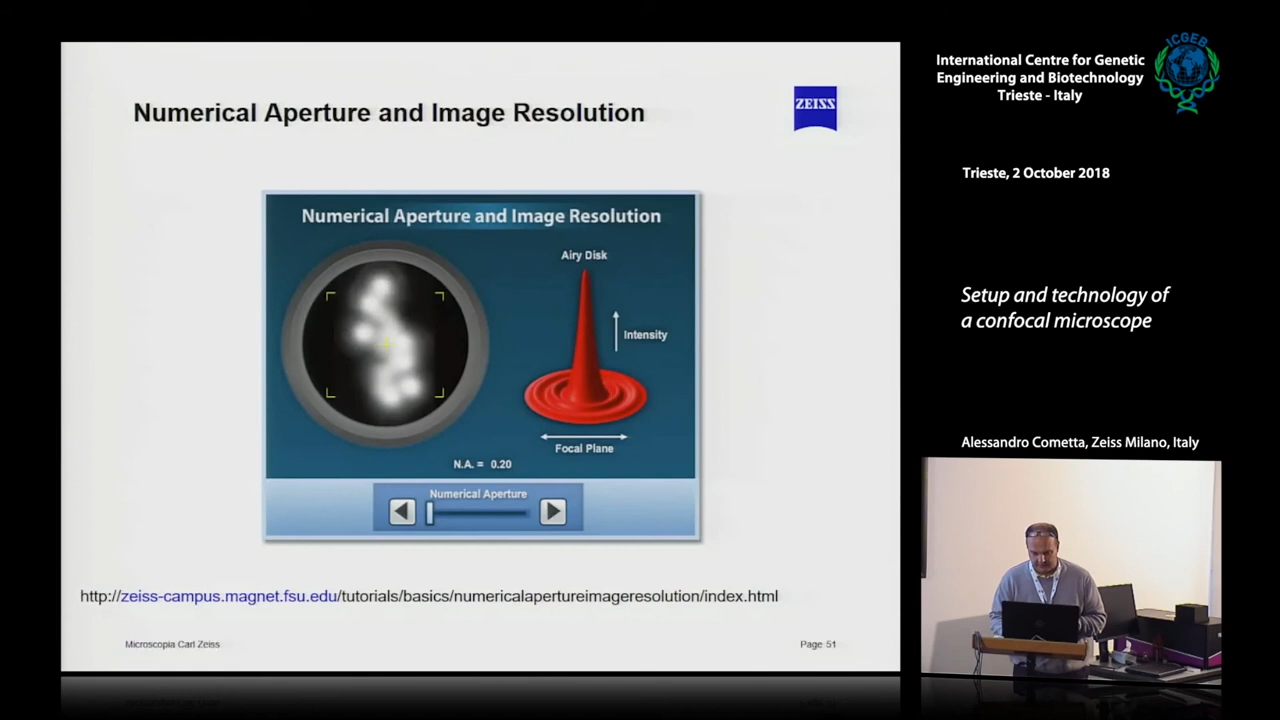 Numerical Aperture and Image Resolution
ZEISS
Numerical Aperture and Image Resolution
Airy Disk
Intensity
Focal Plane
N.A. = 0.20
Numerical Aperture
http://zeiss-campus.magnet.fsu.edu/tutorials/basics/numericalapertureimageresolution/index.html
Microscopia Carl Zeiss
Page 51
International Centre for Genetic
Engineering and Biotechnology
Trieste - Italy
ICGEB
Trieste, 2 October 2018
Setup and technology of
a confocal microscope
Alessandro Cometta, Zeiss Milano, Italy